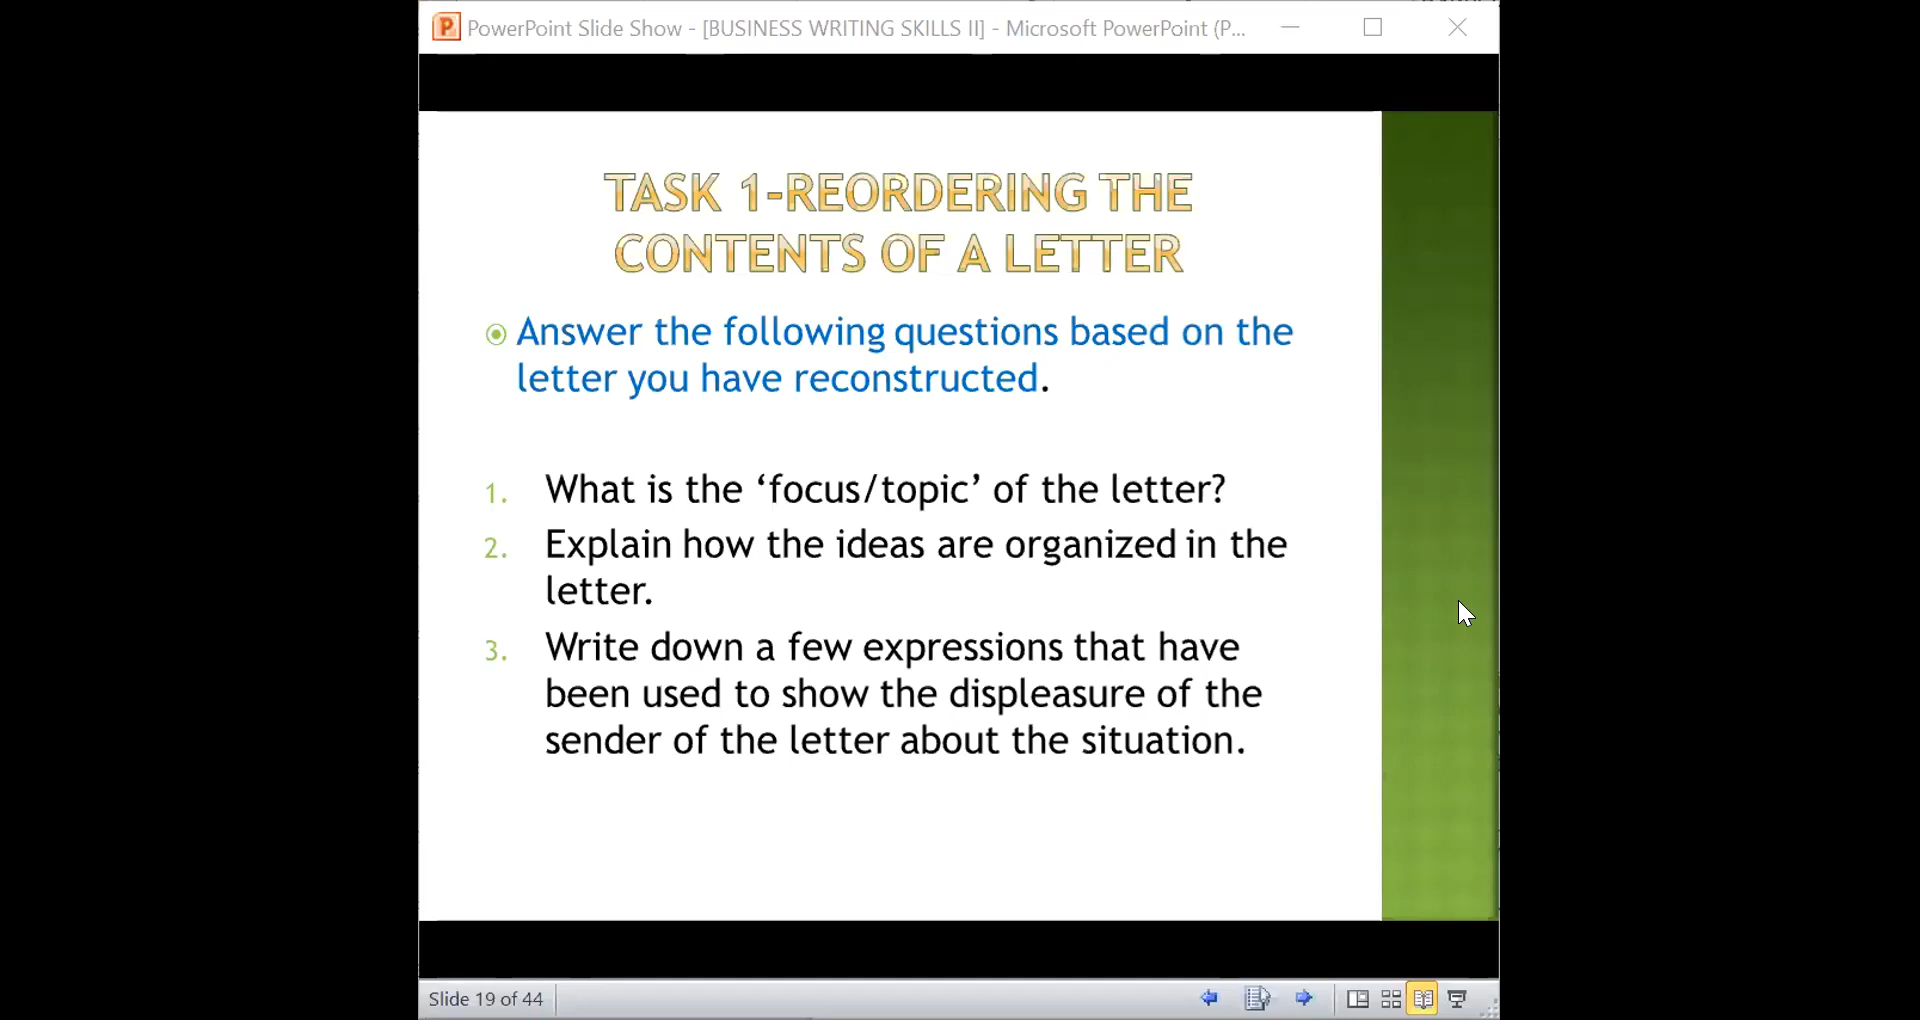 PowerPoint Slide Show - [BUSINESS WRITING SKILLS II] - Microsoft PowerPoint (P...
TASK 1-REORDERING THE
CONTENTS OF A LETTER
Answer the following questions based on the
letter you have reconstructed.
1. What is the ‘focus/topic’ of the letter?
2. Explain how the ideas are organized in the
letter.
3. Write down a few expressions that have
been used to show the displeasure of the
sender of the letter about the situation.
Slide 19 of 44